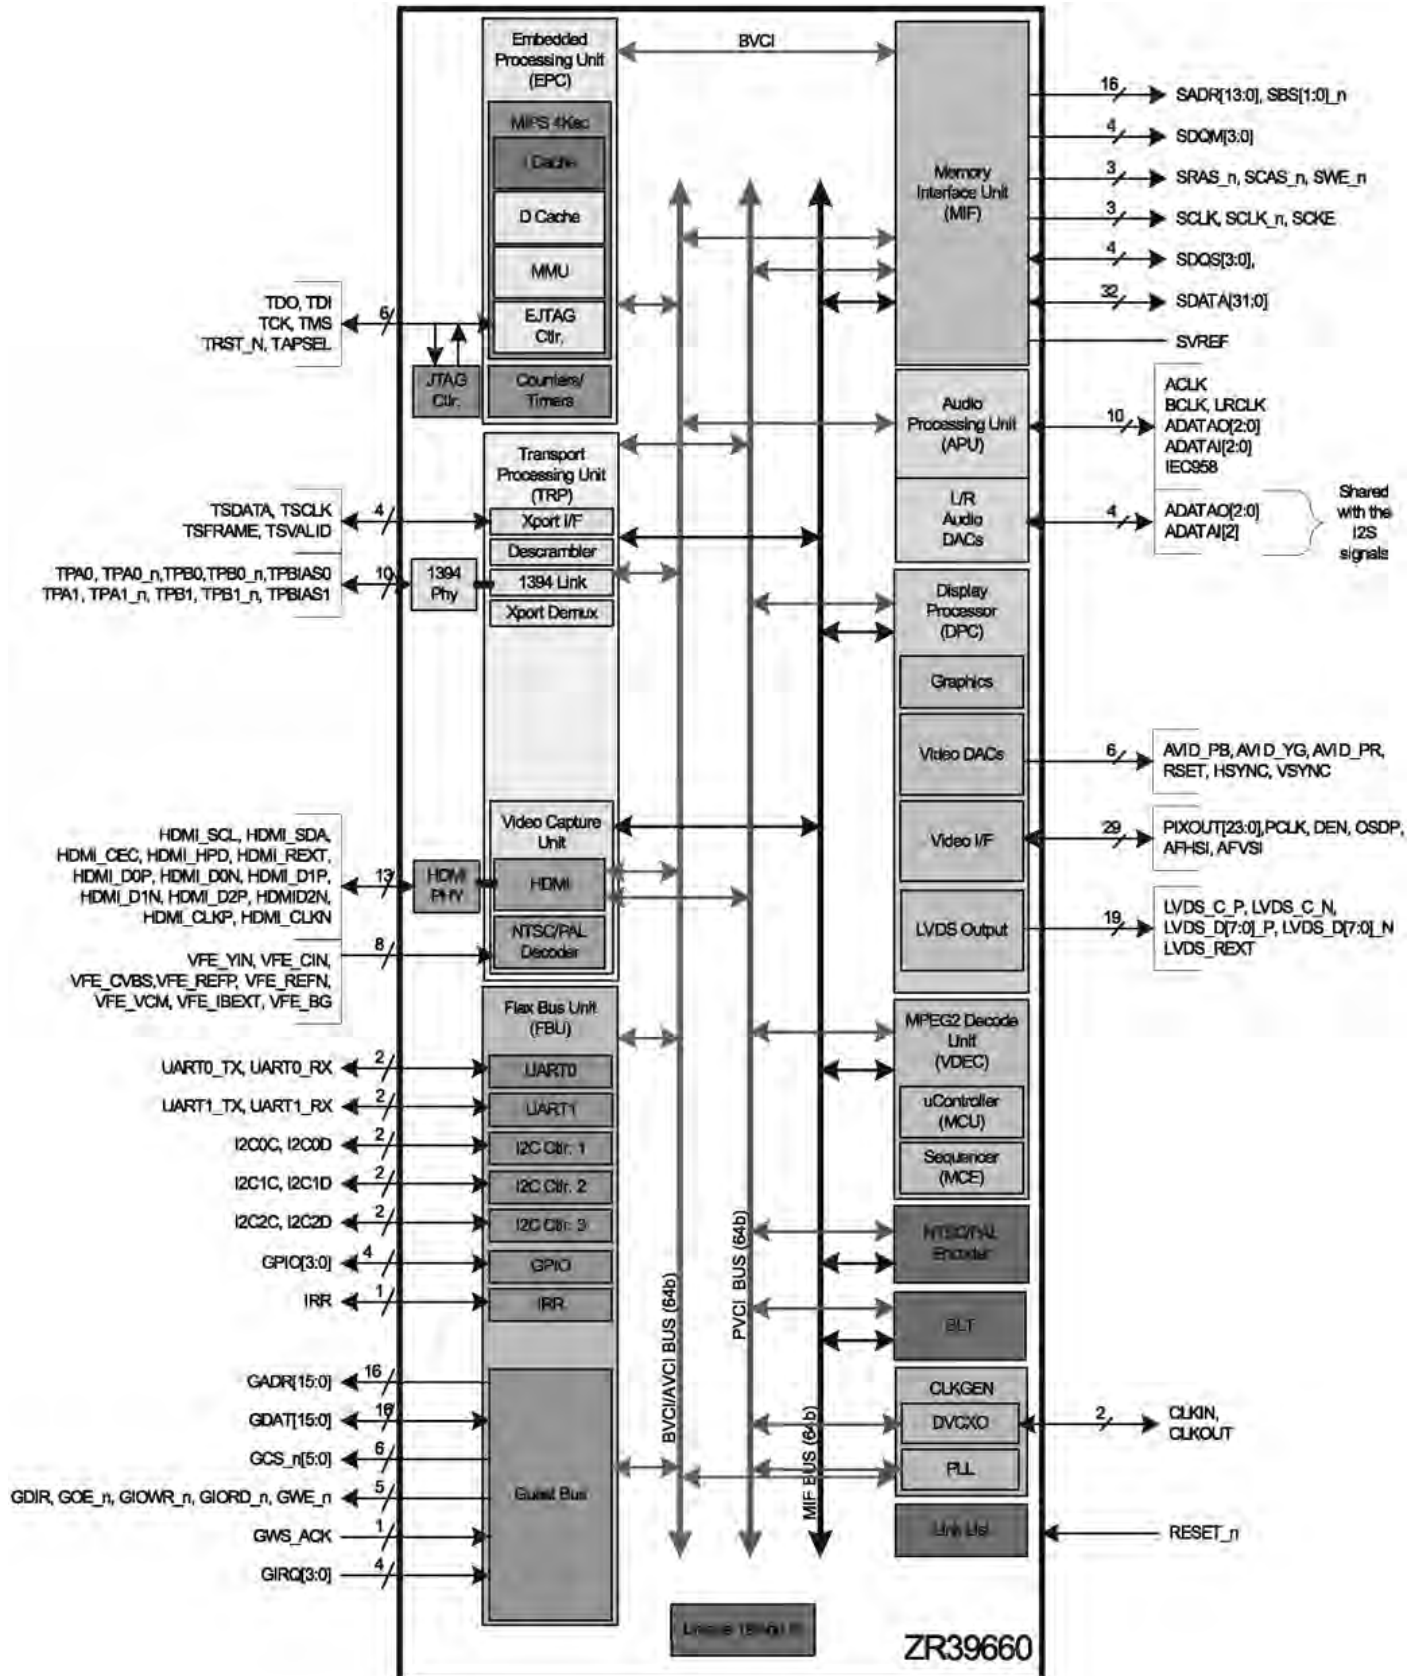 Embedded
Processing Unit
(EPC)
MIPS 4Kec
I Cache
D Cache
MMU
EJTAG
Ctlr.
JTAG
Ctlr.
Counters/
Timers
TDO, TDI
TCK, TMS
TRST_N, TAPSEL
6
Transport
Processing Unit
(TRP)
Xport I/F
Descrambler
1394 Link
Xport Demux
1394
Phy
TSDATA, TSCLK
TSFRAME, TSVALID
4
TPA0, TPA0_n,TPB0,TPB0_n,TPBIAS0
TPA1, TPA1_n, TPB1, TPB1_n, TPBIAS1
10
Video Capture
Unit
HDMI
NTSC/PAL
Decoder
HDMI
PHY
HDMI_SCL, HDMI_SDA,
HDMI_CEC, HDMI_HPD, HDMI_REXT,
HDMI_D0P, HDMI_D0N, HDMI_D1P,
HDMI_D1N, HDMI_D2P, HDMID2N,
HDMI_CLKP, HDMI_CLKN
13
VFE_YIN, VFE_CIN,
VFE_CVBS,VFE_REFP, VFE_REFN,
VFE_VCM, VFE_IBEXT, VFE_BG
8
Flax Bus Unit
(FBU)
UART0_TX, UART0_RX
2
UART0
UART1_TX, UART1_RX
2
UART1
I2C0C, I2C0D
2
I2C Ctlr. 1
I2C1C, I2C1D
2
I2C Ctlr. 2
I2C2C, I2C2D
2
I2C Ctlr. 3
GPIO[3:0]
4
GPIO
IRR
1
IRR
GADR[15:0]
16
GDAT[15:0]
16
GCS_n[5:0]
6
GDIR, GOE_n, GIOWR_n, GIORD_n, GWE_n
5
GWS_ACK
1
GIRQ[3:0]
4
Guest Bus
BVCI
BVCI/AVCI BUS (64b)
PVCI BUS (64b)
MIF BUS (64b)
Memory
Interface Unit
(MIF)
16
SADR[13:0], SBS[1:0]_n
4
SDQM[3:0]
3
SRAS_n, SCAS_n, SWE_n
3
SCLK, SCLK_n, SCKE
4
SDQS[3:0],
32
SDATA[31:0]
SVREF
Audio
Processing Unit
(APU)
10
ACLK
BCLK, LRCLK
ADATAO[2:0]
ADATAI[2:0]
IEC958
L/R
Audio
DACs
4
ADATAO[2:0]
ADATAI[2]
Shared
with the
I2S
signals
Display
Processor
(DPC)
Graphics
Video DACs
6
AVID_PB, AVID_YG, AVID_PR,
RSET, HSYNC, VSYNC
Video I/F
29
PIXOUT[23:0],PCLK, DEN, OSDP,
AFHSI, AFVSI
LVDS Output
19
LVDS_C_P, LVDS_C_N,
LVDS_D[7:0]_P, LVDS_D[7:0]_N
LVDS_REXT
MPEG2 Decode
Unit
(VDEC)
uController
(MCU)
Sequencer
(MCE)
NTSC/PAL
Encoder
BLT
CLKGEN
DVCXO
2
CLKIN,
CLKOUT
PLL
Link List
RESET_n
ZR39660